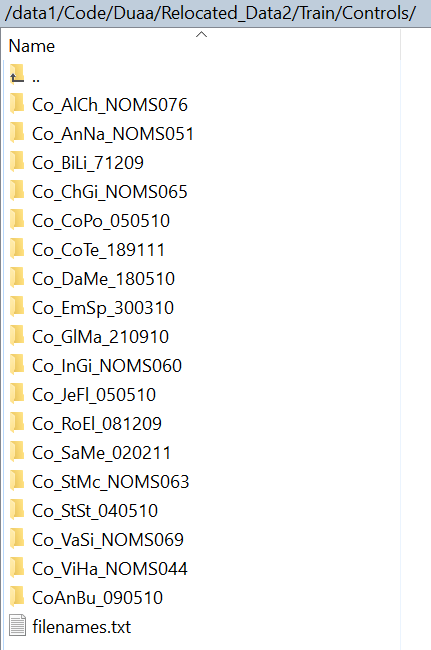 /data1/Code/Duaa/Relocated_Data2/Train/Controls/
Name
..
Co_AlCh_NOMS076
Co_AnNa_NOMS051
Co_BiLi_71209
Co_ChGi_NOMS065
Co_CoPo_050510
Co_CoTe_189111
Co_DaMe_180510
Co_EmSp_300310
Co_GlMa_210910
Co_InGi_NOMS060
Co_JeFl_050510
Co_RoEl_081209
Co_SaMe_020211
Co_StMc_NOMS063
Co_StSt_040510
Co_VaSi_NOMS069
Co_ViHa_NOMS044
CoAnBu_090510
filenames.txt